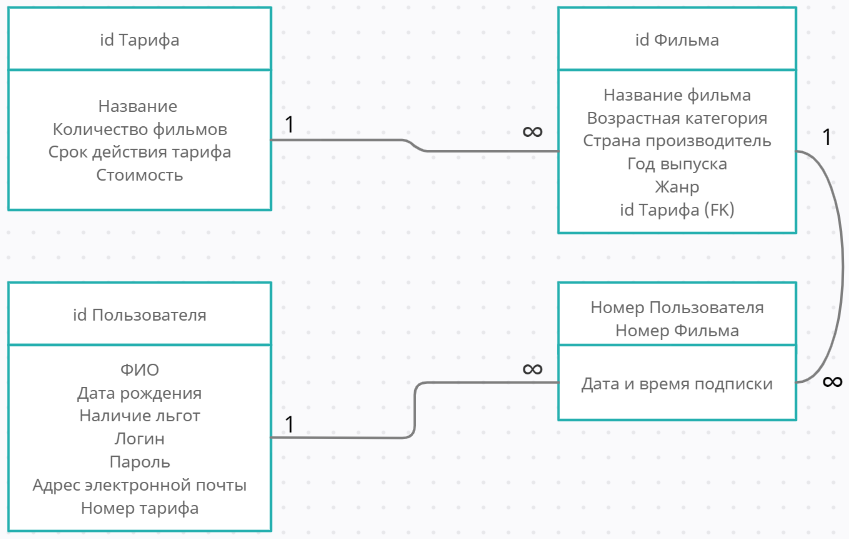 id Тарифа
Название
Количество фильмов
Срок действия тарифа
Стоимость
1
∞
id Фильма
Название фильма
Возрастная категория
Страна производитель
Год выпуска
Жанр
id Тарифа (FK)
1
id Пользователя
ФИО
Дата рождения
Наличие льгот
Логин
Пароль
Адрес электронной почты
Номер тарифа
1
∞
Номер Пользователя
Номер Фильма
Дата и время подписки
∞